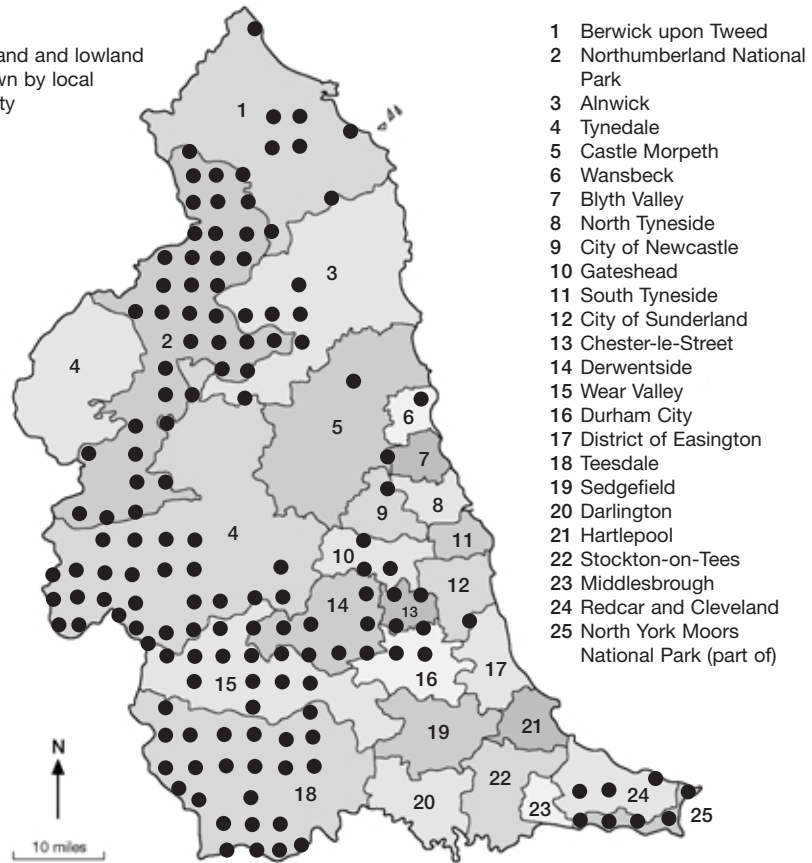 and and lowland
wn by local
ty
1 Berwick upon Tweed
2 Northumberland National
Park
3 Alnwick
4 Tynedale
5 Castle Morpeth
6 Wansbeck
7 Blyth Valley
8 North Tyneside
9 City of Newcastle
10 Gateshead
11 South Tyneside
12 City of Sunderland
13 Chester-le-Street
14 Derwentside
15 Wear Valley
16 Durham City
17 District of Easington
18 Teesdale
19 Sedgefield
20 Darlington
21 Hartlepool
22 Stockton-on-Tees
23 Middlesbrough
24 Redcar and Cleveland
25 North York Moors
National Park (part of)
1
3
2
4
5
6
7
8
9
4
10
11
12
14
13
15
16
17
19
21
18
20
22
23
24
25
N
10 miles